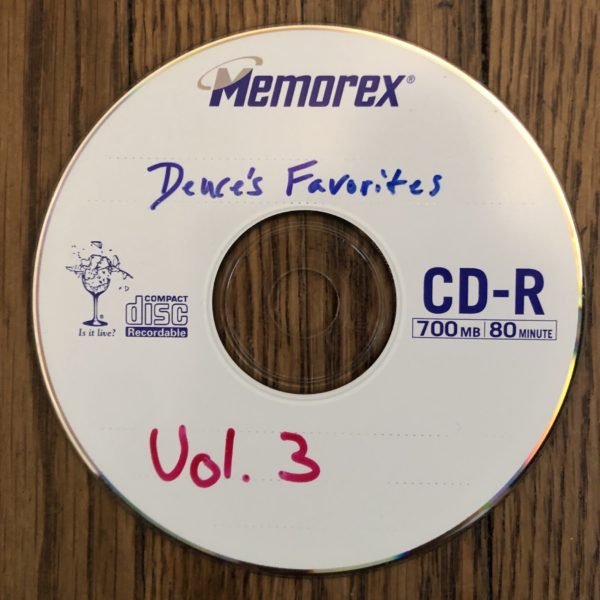 Memorex®
Deuce's Favorites
CD-R
700 MB 80 MINUTE
COMPACT
disc
Recordable
Is it live?
Vol. 3